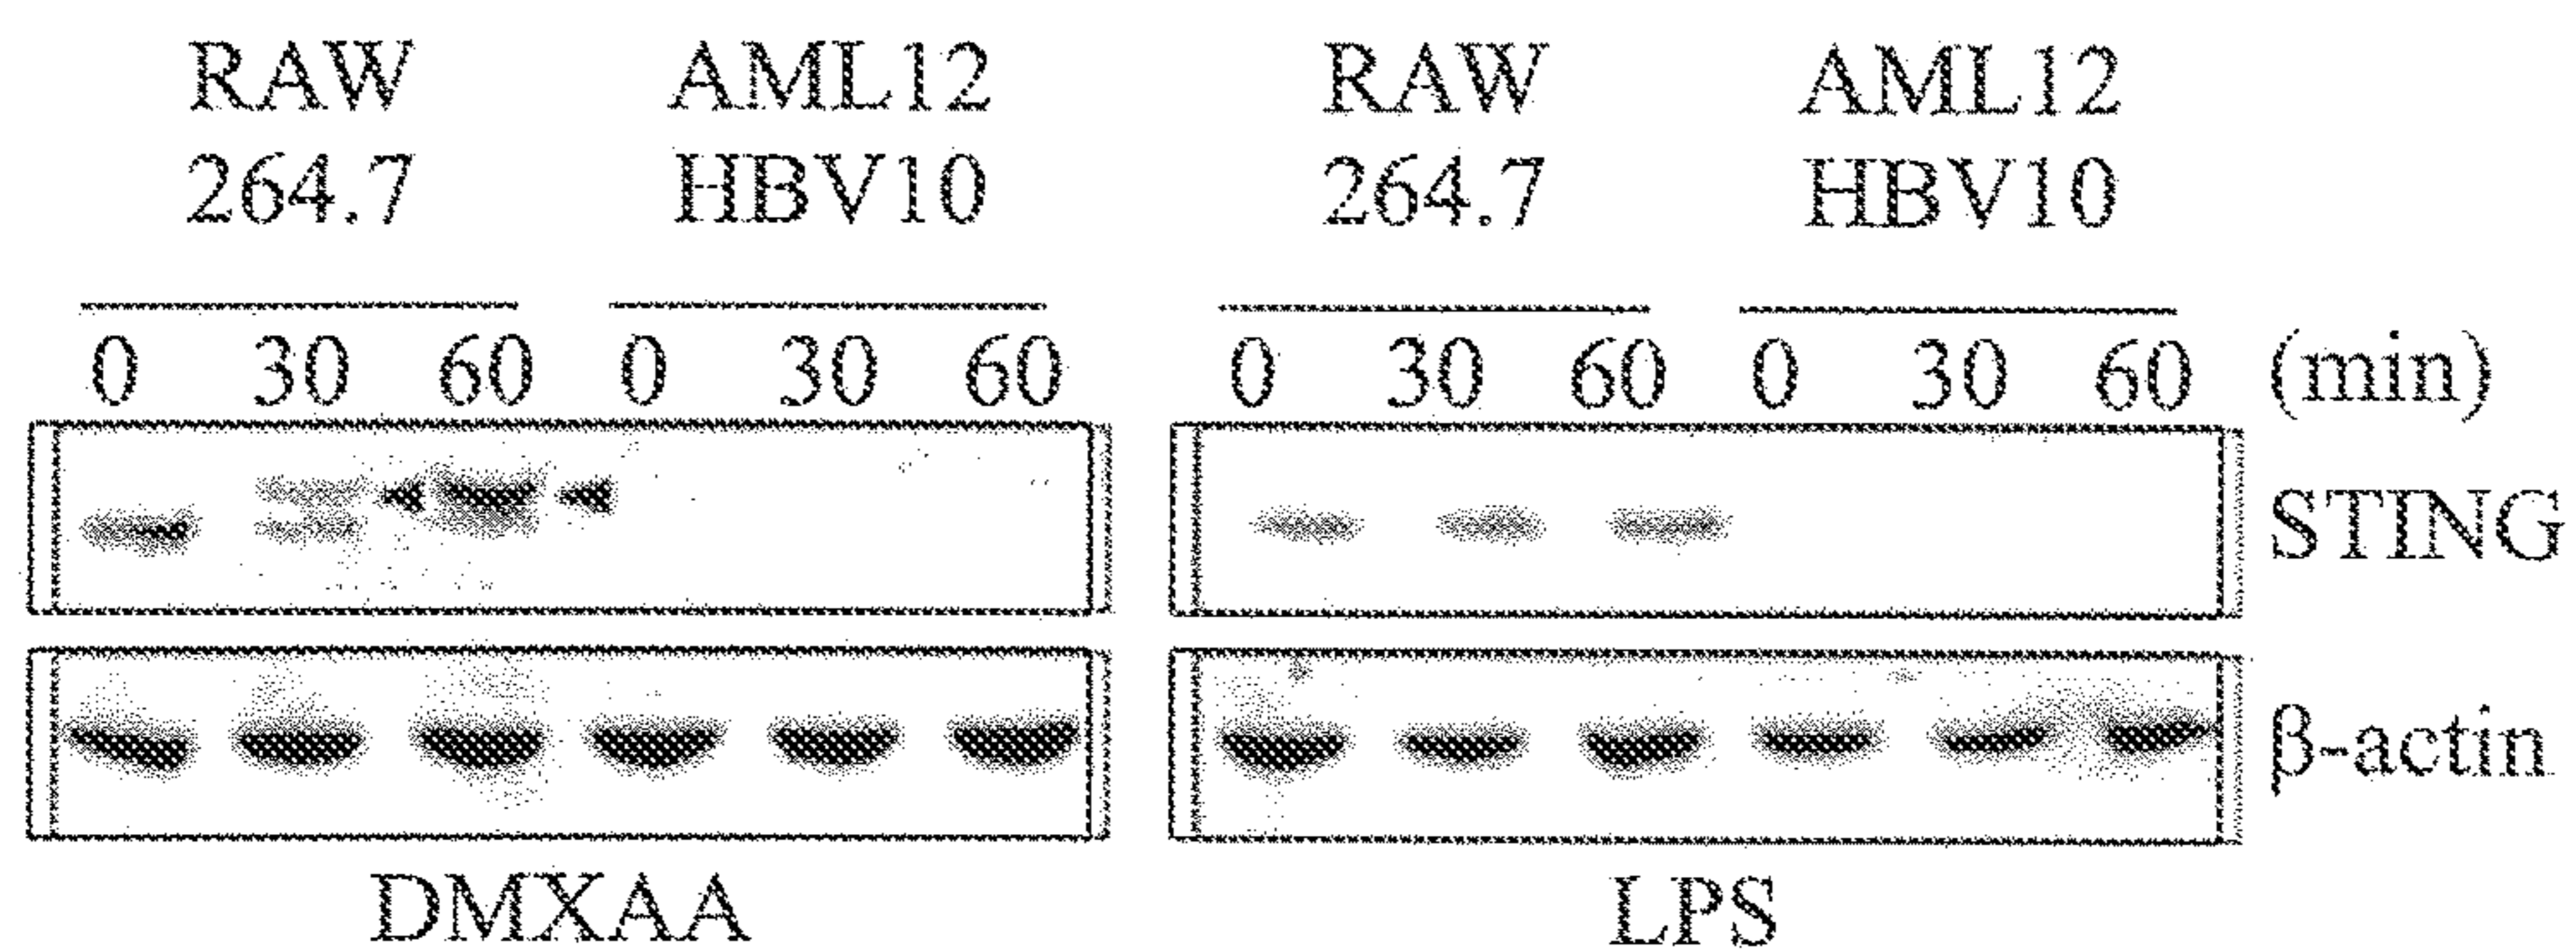 RAW AML12 RAW AML12
264.7 HBV10 264.7 HBV10
0 30 60 0 30 60 0 30 60 0 30 60 (min)
STING
β-actin
DMXAA LPS